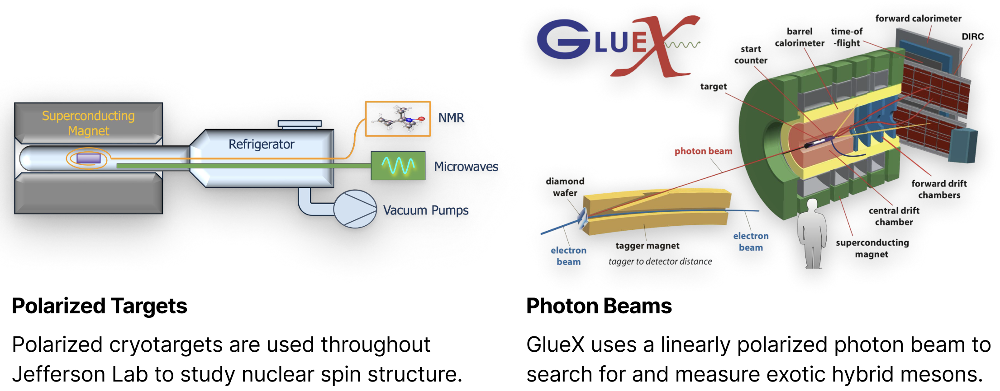 Superconducting
Magnet
Refrigerator
NMR
Microwaves
Vacuum Pumps
Polarized Targets
Polarized cryotargets are used throughout
Jefferson Lab to study nuclear spin structure.
GLUEX
forward calorimeter
barrel
calorimeter
time-of
-flight
DIRC
start
counter
target
photon beam
diamond
wafer
forward drift
chambers
central drift
chamber
electron
beam
tagger magnet
electron
beam
superconducting
magnet
tagger to detector distance
Photon Beams
GlueX uses a linearly polarized photon beam to
search for and measure exotic hybrid mesons.